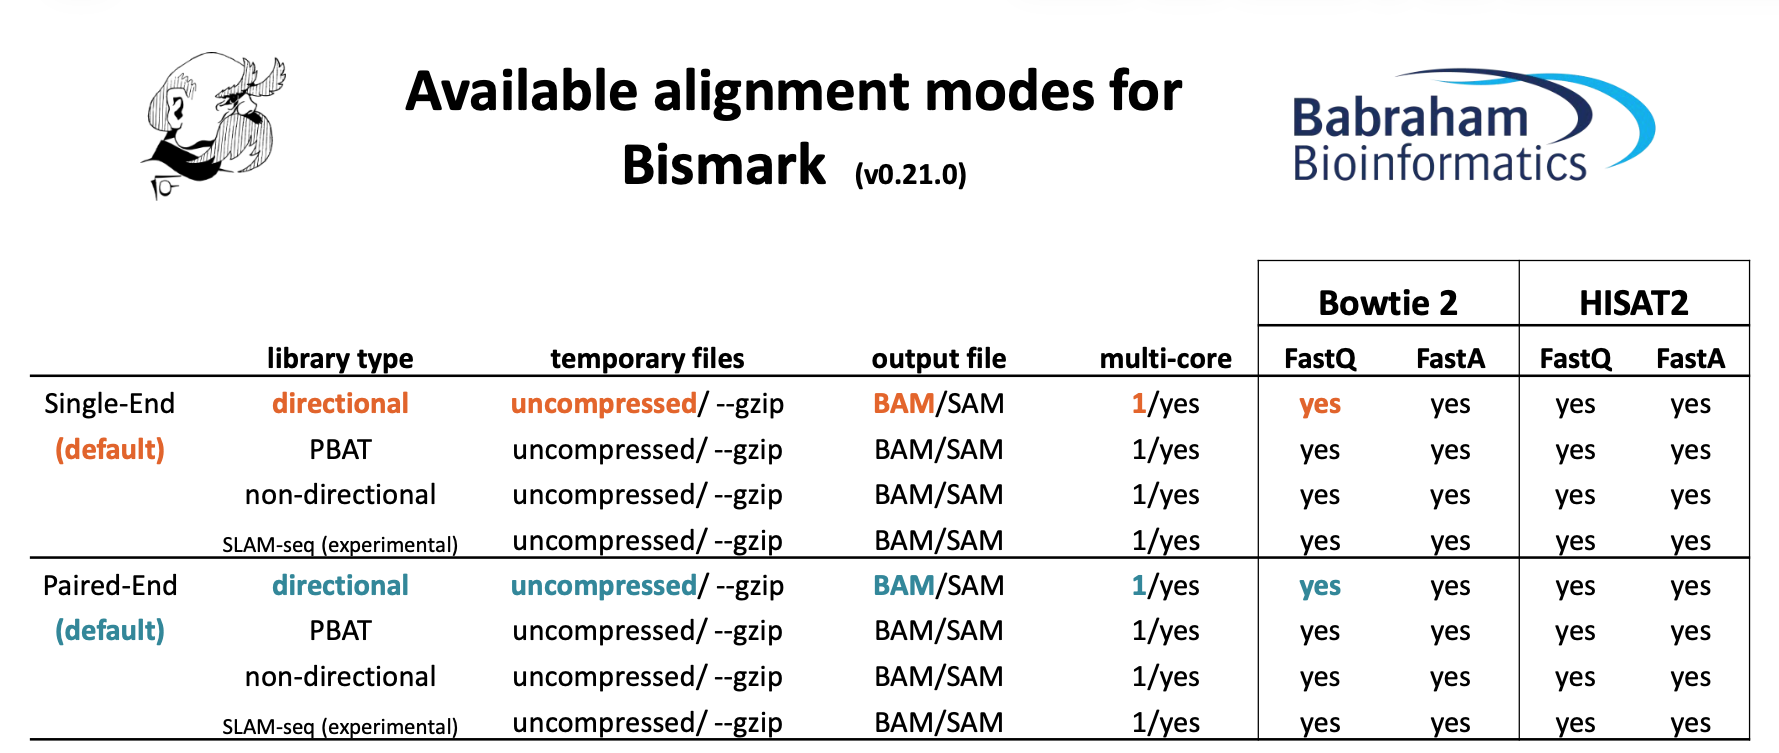 Available alignment modes for
Bismark (v0.21.0)
Babraham
Bioinformatics
Bowtie 2 HISAT2
library type temporary files output file multi-core FastQ FastA FastQ FastA
Single-End directional uncompressed/ --gzip BAM/SAM 1/yes yes yes yes yes
(default) PBAT uncompressed/ --gzip BAM/SAM 1/yes yes yes yes yes
non-directional uncompressed/ --gzip BAM/SAM 1/yes yes yes yes yes
SLAM-seq (experimental) uncompressed/ --gzip BAM/SAM 1/yes yes yes yes yes
Paired-End directional uncompressed/ --gzip BAM/SAM 1/yes yes yes yes yes
(default) PBAT uncompressed/ --gzip BAM/SAM 1/yes yes yes yes yes
non-directional uncompressed/ --gzip BAM/SAM 1/yes yes yes yes yes
SLAM-seq (experimental) uncompressed/ --gzip BAM/SAM 1/yes yes yes yes yes